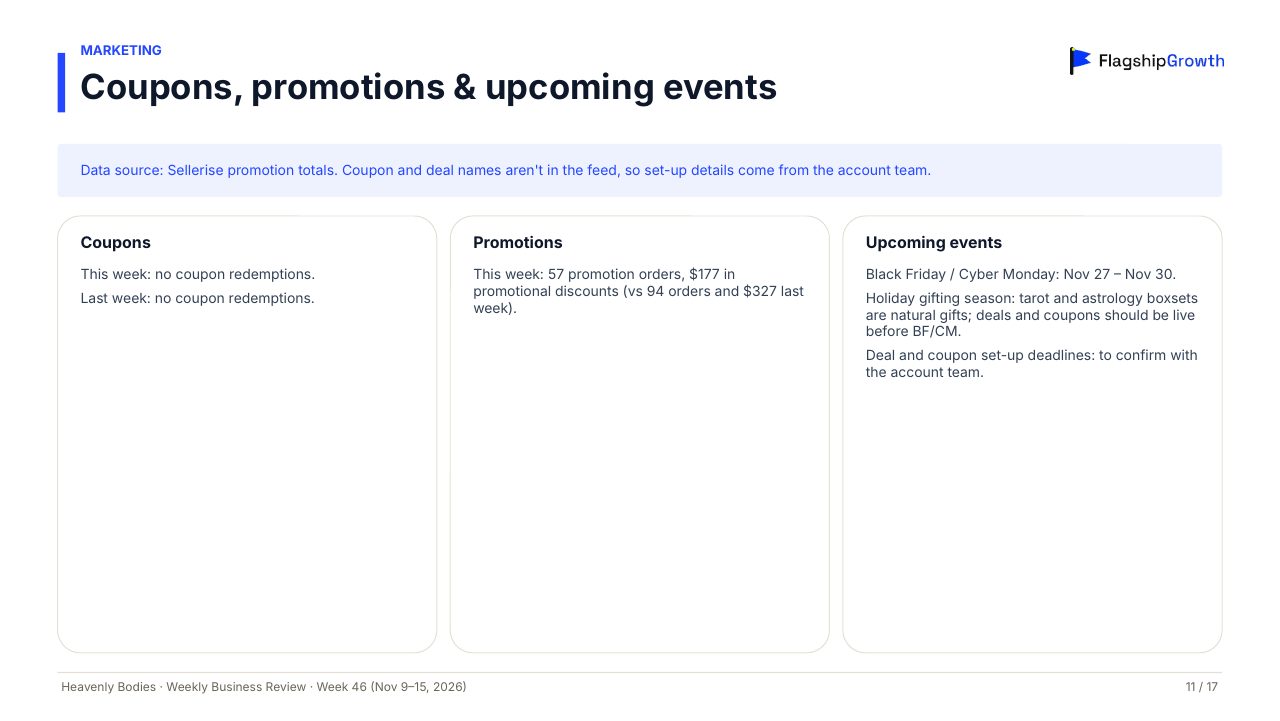 MARKETING
Coupons, promotions & upcoming events
FlagshipGrowth
Data source: Sellerise promotion totals. Coupon and deal names aren't in the feed, so set-up details come from the account team.
Coupons
This week: no coupon redemptions.
Last week: no coupon redemptions.
Promotions
This week: 57 promotion orders, $177 in
promotional discounts (vs 94 orders and $327 last
week).
Upcoming events
Black Friday / Cyber Monday: Nov 27 – Nov 30.
Holiday gifting season: tarot and astrology boxsets
are natural gifts; deals and coupons should be live
before BF/CM.
Deal and coupon set-up deadlines: to confirm with
the account team.
Heavenly Bodies · Weekly Business Review · Week 46 (Nov 9–15, 2026)
11 / 17